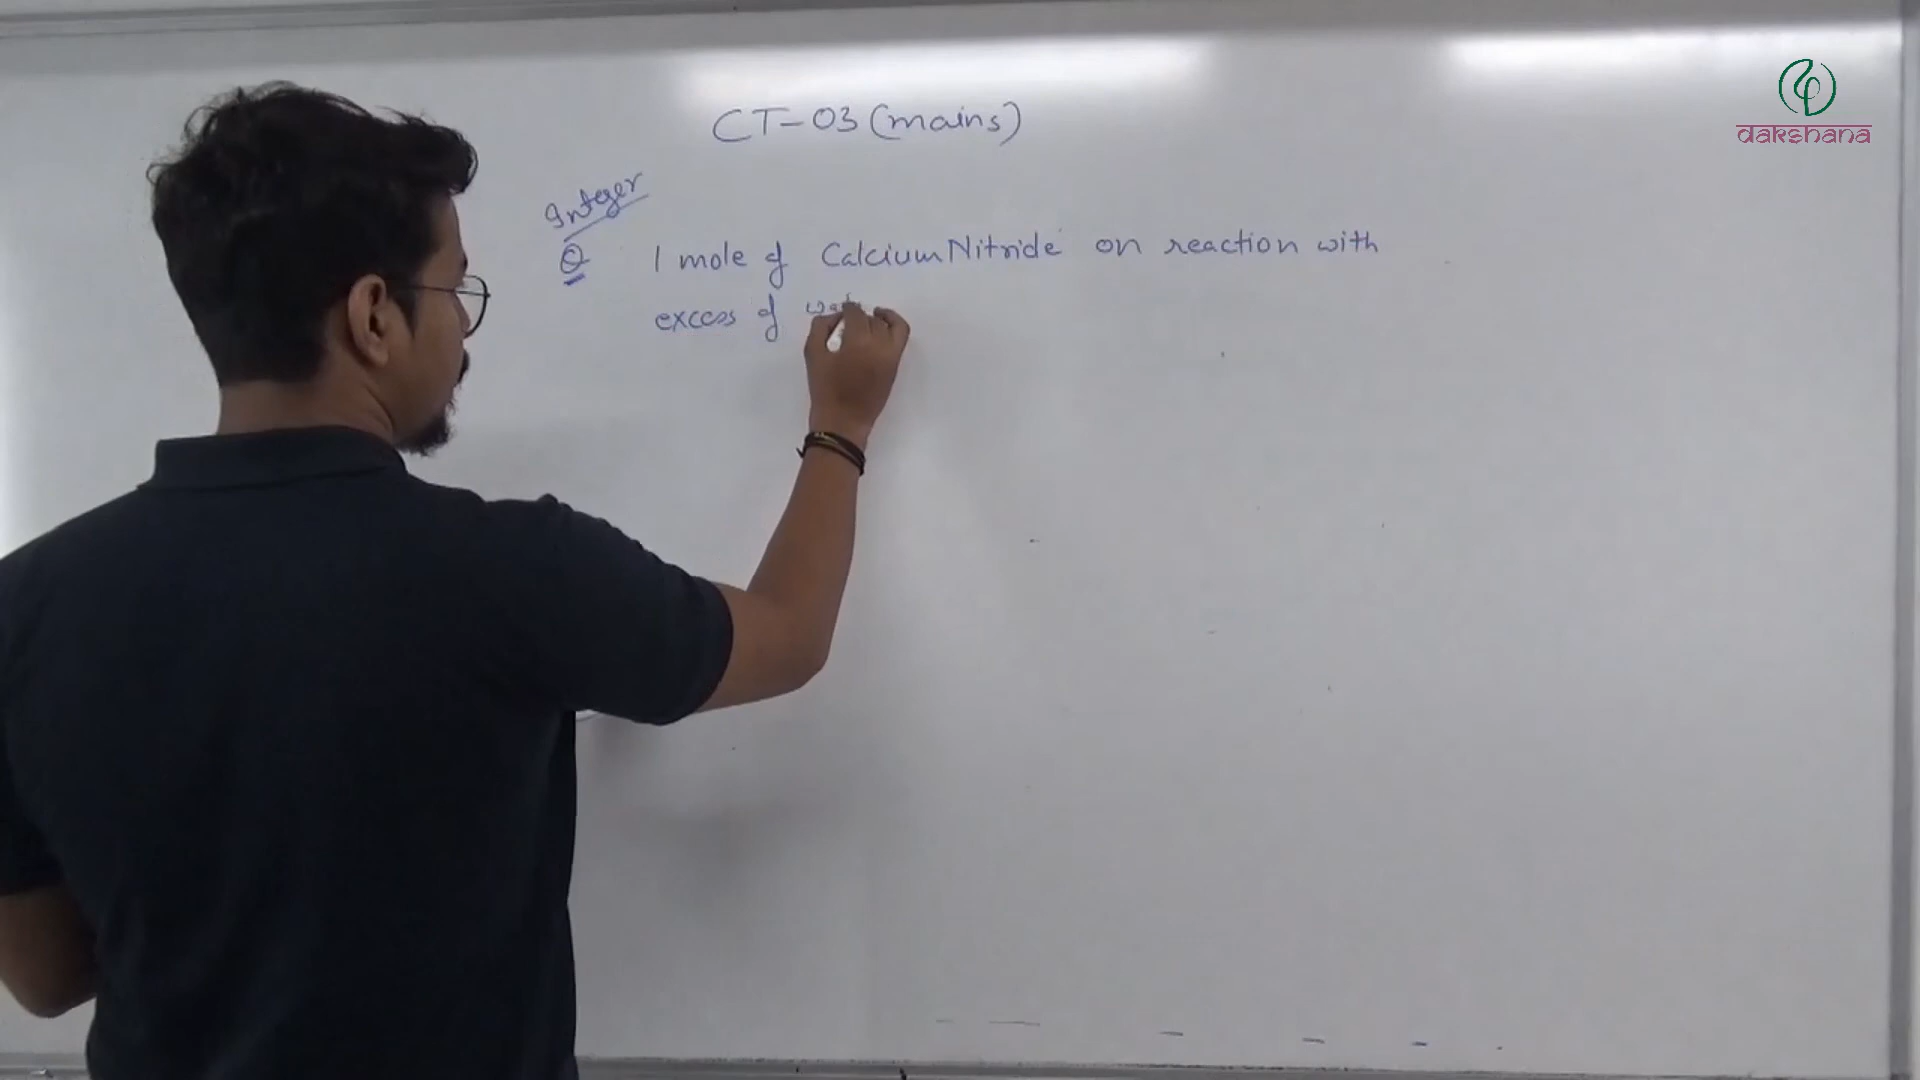 dakshana
CT-03 (mains)
Integer
Q 1 mole of Calcium Nitride on reaction with
excess of